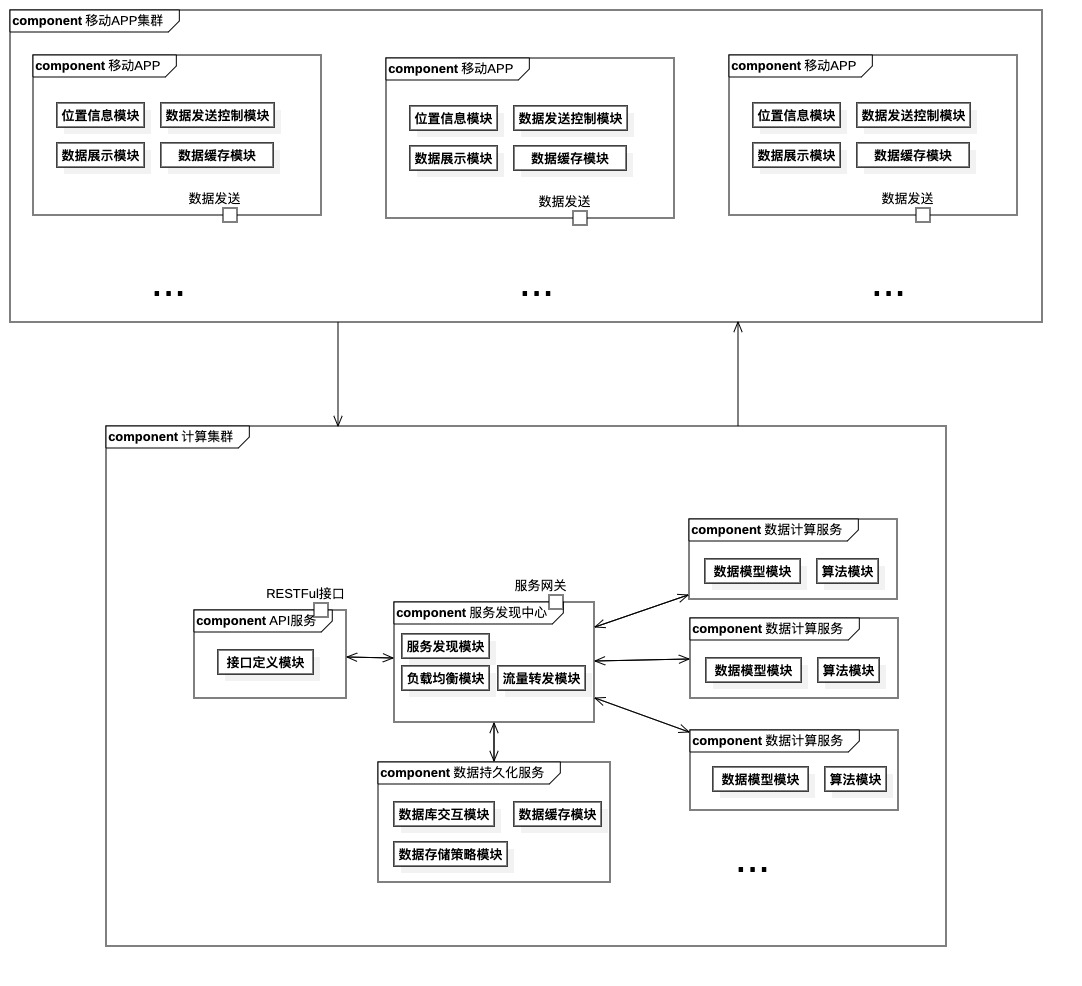 component 移动APP集群
component 移动APP
位置信息模块 数据发送控制模块
数据展示模块 数据缓存模块
数据发送
component 移动APP
位置信息模块 数据发送控制模块
数据展示模块 数据缓存模块
数据发送
component 移动APP
位置信息模块 数据发送控制模块
数据展示模块 数据缓存模块
数据发送
... ... ...
component 计算集群
RESTFul接口
component API服务
接口定义模块
服务网关
component 服务发现中心
服务发现模块
负载均衡模块 流量转发模块
component 数据持久化服务
数据库交互模块 数据缓存模块
数据存储策略模块
component 数据计算服务
数据模型模块 算法模块
component 数据计算服务
数据模型模块 算法模块
component 数据计算服务
数据模型模块 算法模块
...